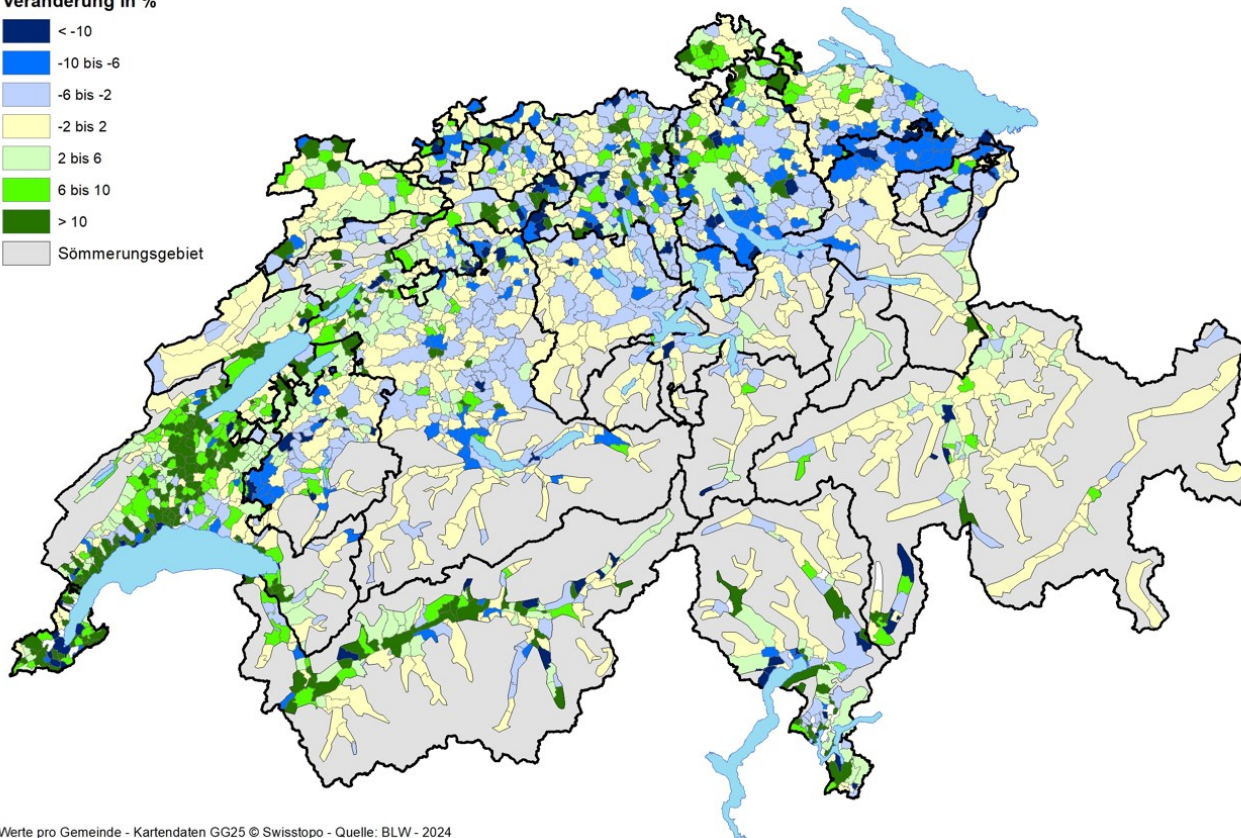 Veränderung in %
< -10
-10 bis -6
-6 bis -2
-2 bis 2
2 bis 6
6 bis 10
> 10
Sömmerungsgebiet
Werte pro Gemeinde - Kartendaten GG25 © Swisstopo - Quelle: BLW - 2024